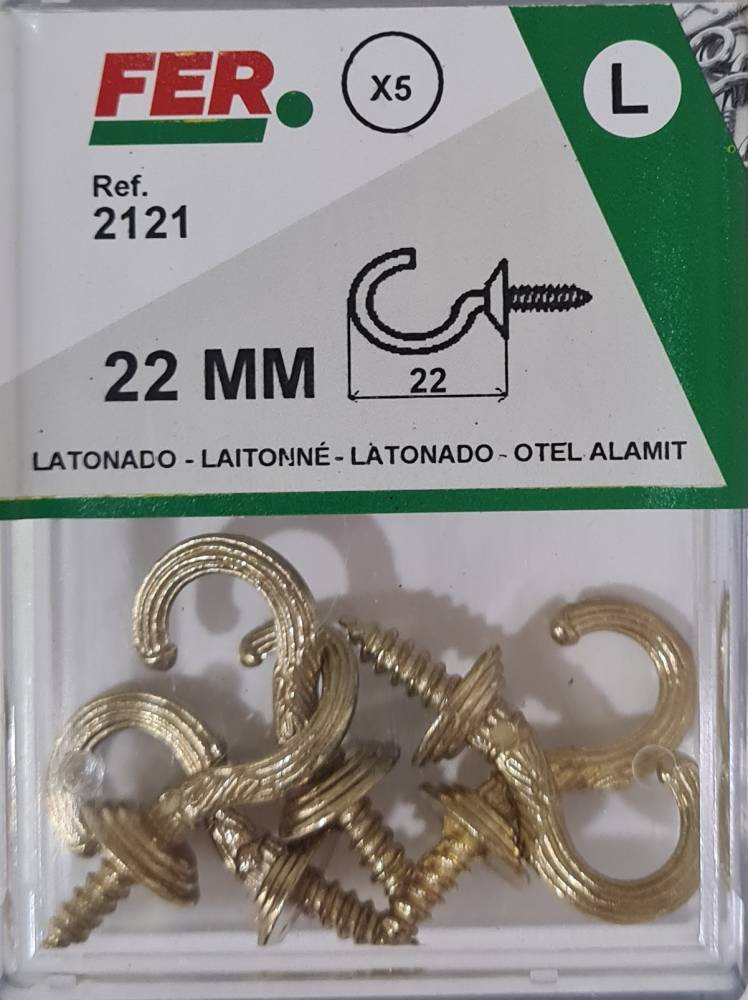 FER.
X5
L
Ref.
2121
22
22 MM
LATONADO - LAITONNÉ - LATONADO - OTEL ALAMIT